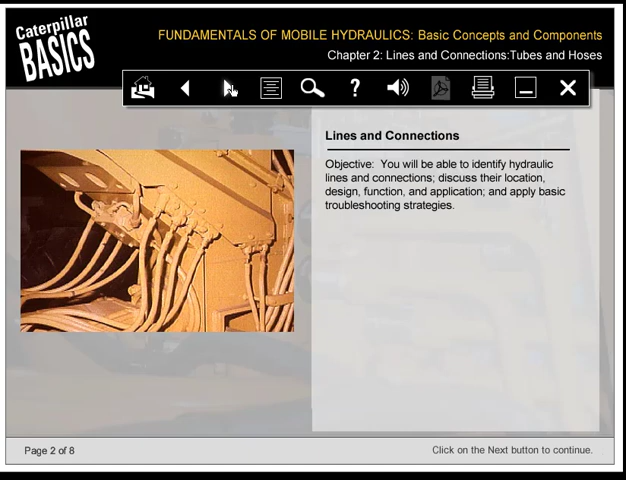 Caterpillar
BASICS
FUNDAMENTALS OF MOBILE HYDRAULICS: Basic Concepts and Components
Chapter 2: Lines and Connections:Tubes and Hoses
?
Lines and Connections
Objective: You will be able to identify hydraulic
lines and connections; discuss their location,
design, function, and application; and apply basic
troubleshooting strategies.
Page 2 of 8
Click on the Next button to continue.